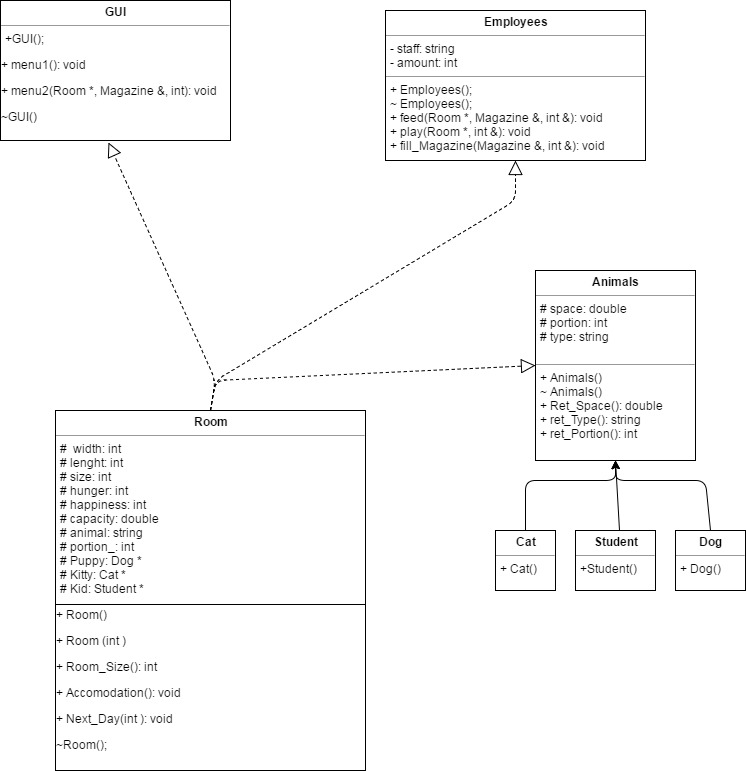 GUI
+GUI();
+ menu1(): void
+ menu2(Room *, Magazine &, int): void
~GUI()
Employees
- staff: string
- amount: int
+ Employees();
~ Employees();
+ feed(Room *, Magazine &, int &): void
+ play(Room *, int &): void
+ fill_Magazine(Magazine &, int &): void
Animals
# space: double
# portion: int
# type: string
+ Animals()
~ Animals()
+ Ret_Space(): double
+ ret_Type(): string
+ ret_Portion(): int
Room
# width: int
# lenght: int
# size: int
# hunger: int
# happiness: int
# capacity: double
# animal: string
# portion_: int
# Puppy: Dog *
# Kitty: Cat *
# Kid: Student *
+ Room()
+ Room (int )
+ Room_Size(): int
+ Accomodation(): void
+ Next_Day(int ): void
~Room();
Cat
+ Cat()
Student
+Student()
Dog
+ Dog()